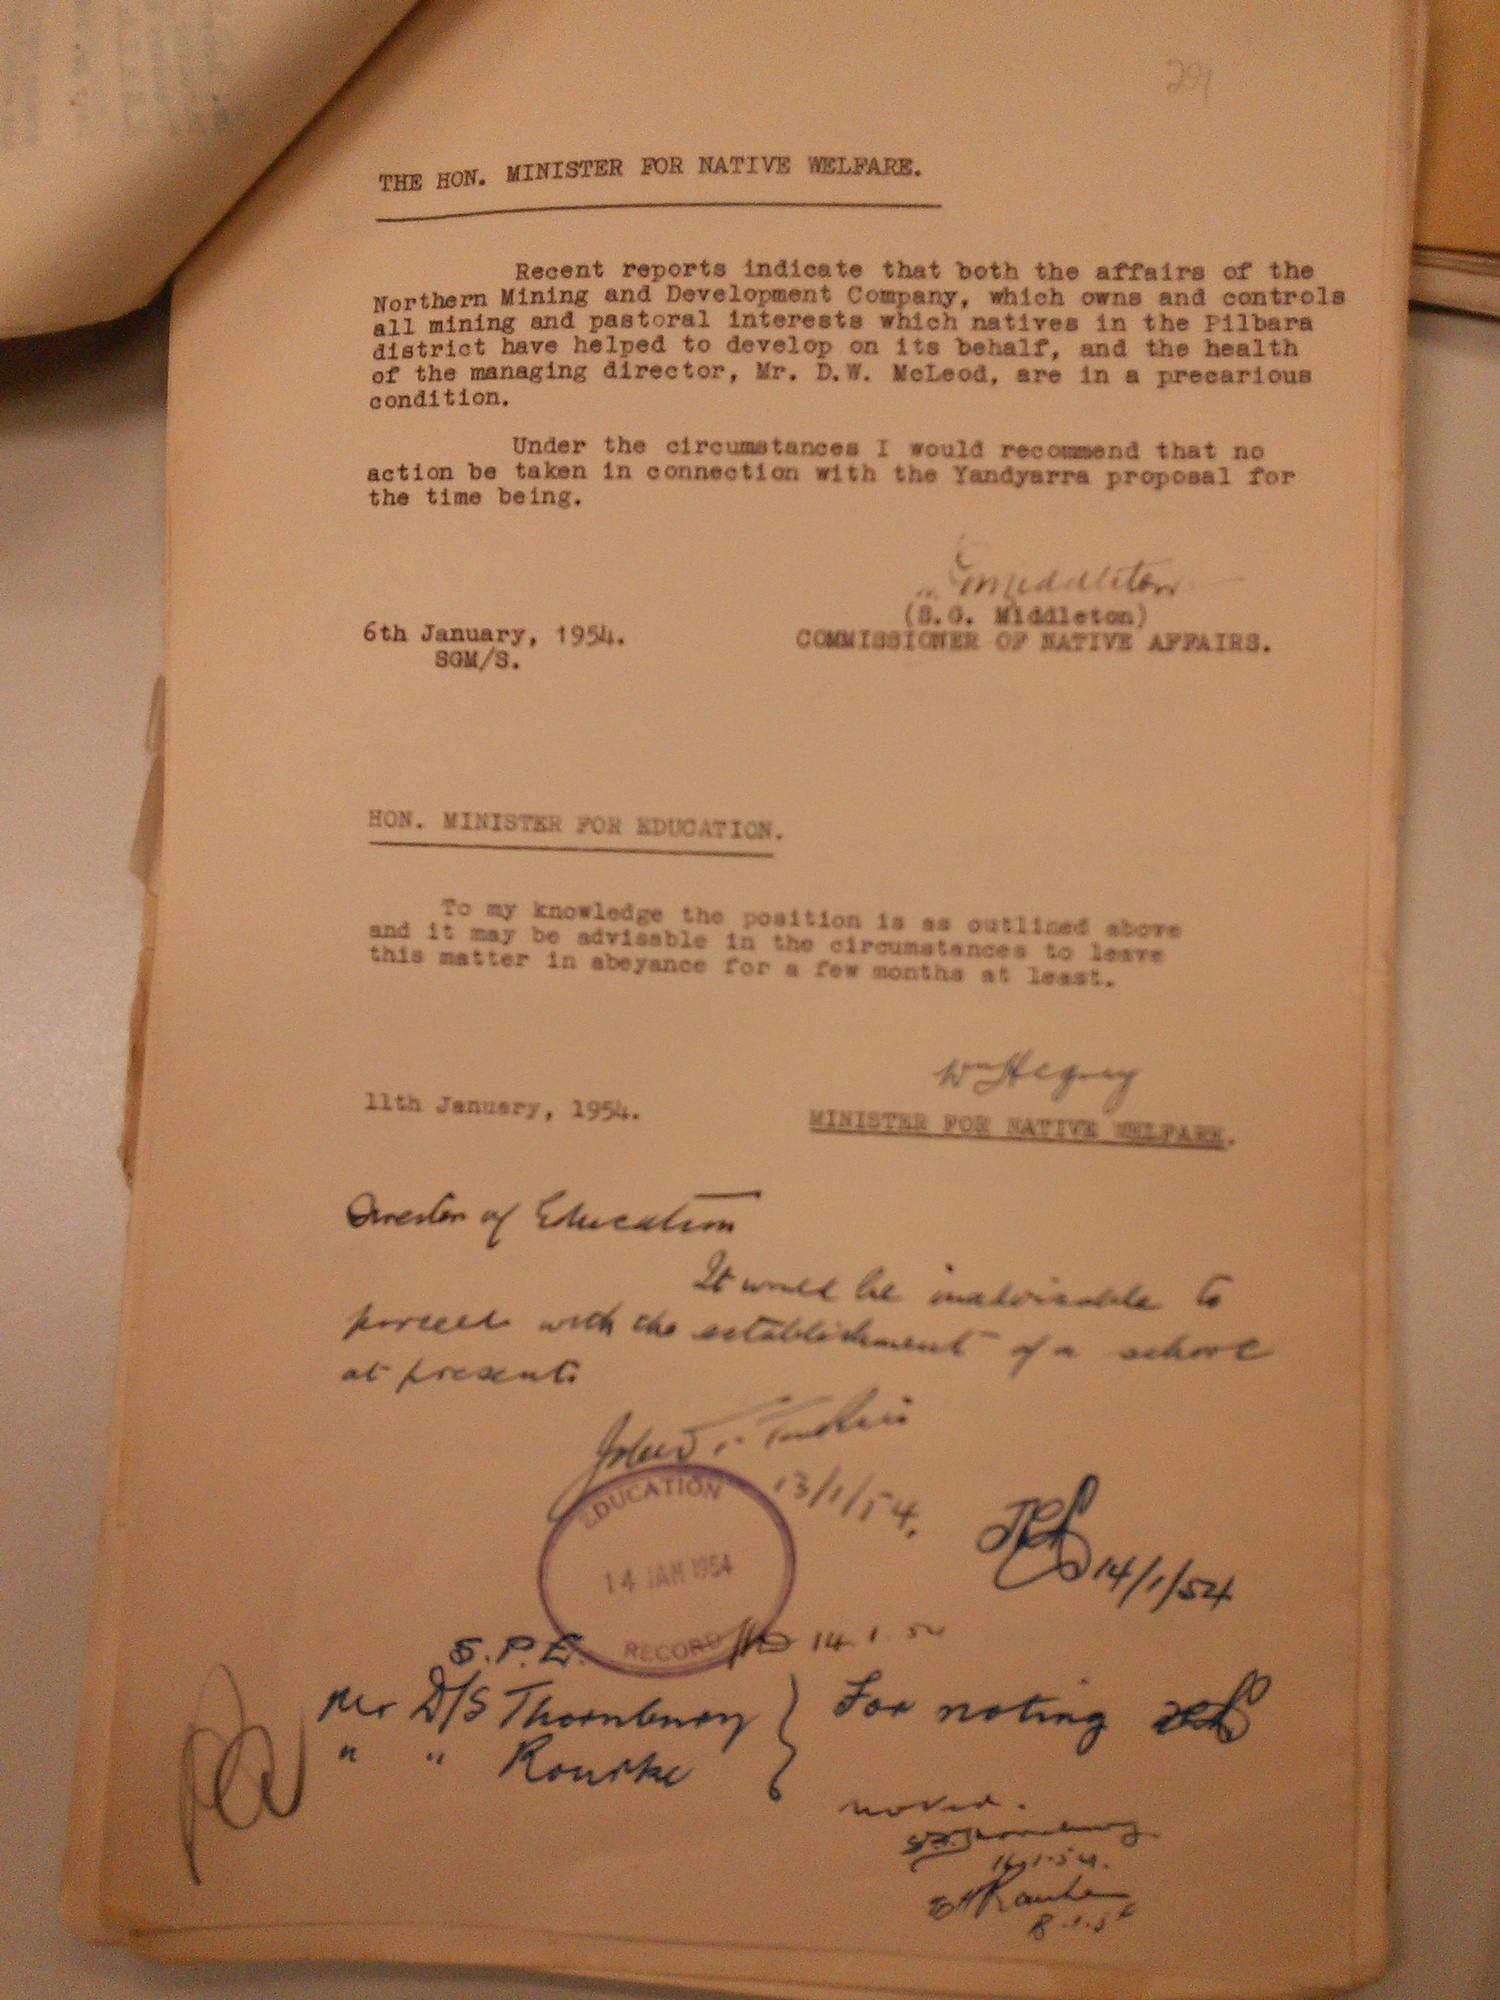 THE HON. MINISTER FOR NATIVE WELFARE.
Recent reports indicate that both the affairs of the
Northern Mining and Development Company, which owns and controls
all mining and pastoral interests which natives in the Pilbara
district have helped to develop on its behalf, and the health
of the managing director, Mr. D.W. McLeod, are in a precarious
condition.
Under the circumstances I would recommend that no
action be taken in connection with the Yandyarra proposal for
the time being.
Middleton
(S.G. Middleton)
6th January, 1954.
COMMISSIONER OF NATIVE AFFAIRS.
SGM/S.
HON. MINISTER FOR EDUCATION.
To my knowledge the position is as outlined above
and it may be advisable in the circumstances to leave
this matter in abeyance for a few months at least.
Wm Hegney
11th January, 1954.
MINISTER FOR NATIVE WELFARE.
Director of Education
It would be inadvisable to
proceed with the establishment of a school
at present.
13/1/54.
EDUCATION
14 JAN 1954
RECORD
14/1/54
14.1.54
S.P.E.
Mr D/S Thornbury } For noting
" " Rourke
noted.
Thornbury
Rourke